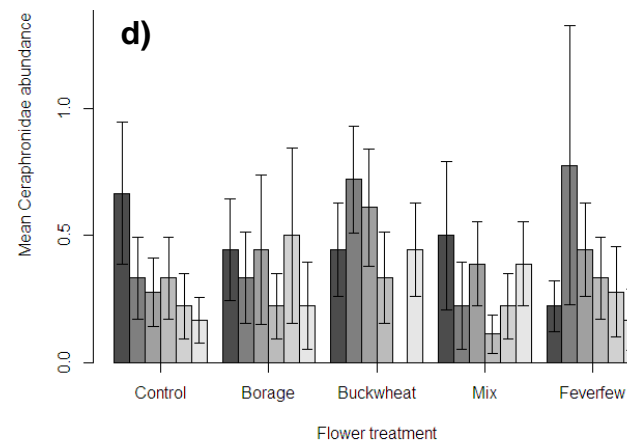 d)
Mean Ceraphronidae abundance
1.0
0.5
0.0
Control Borage Buckwheat Mix Feverfew
Flower treatment